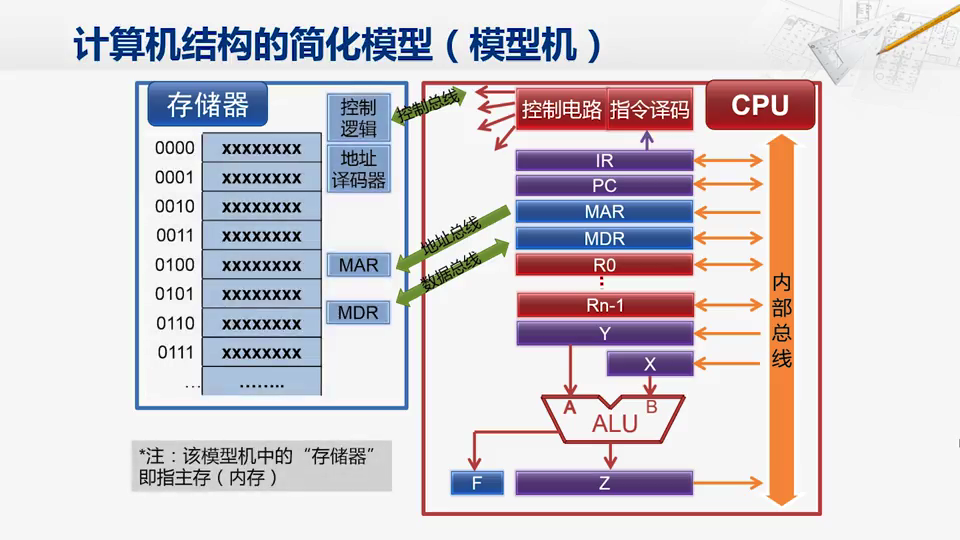 计算机结构的简化模型（模型机）
存储器
控制
逻辑
地址
译码器
0000 xxxxxxxx
0001 xxxxxxxx
0010 xxxxxxxx
0011 xxxxxxxx
0100 xxxxxxxx
0101 xxxxxxxx
0110 xxxxxxxx
0111 xxxxxxxx
... ........
MAR
MDR
控制总线
地址总线
数据总线
控制电路 指令译码
CPU
IR
PC
MAR
MDR
R0
Rn-1
Y
X
A B
ALU
F
Z
内部总线
*注：该模型机中的“存储器”
即指主存（内存）